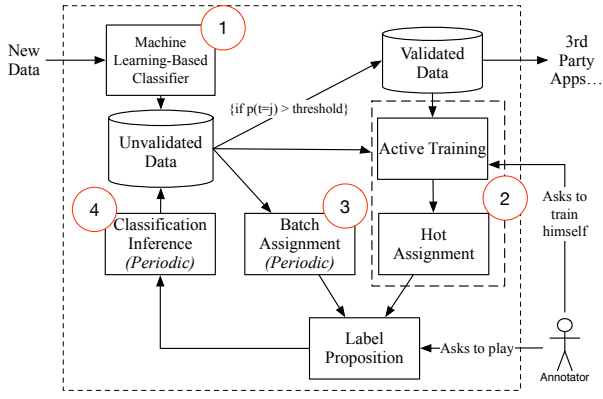 1
New
Data
Machine
Learning-Based
Classifier
Validated
Data
3rd
Party
Apps...
{if p(t=j) > threshold}
Unvalidated
Data
Active Training
4
3
2
Classification
Inference
(Periodic)
Batch
Assignment
(Periodic)
Hot
Assignment
Asks to
train
himself
Label
Proposition
Asks to play
Annotator